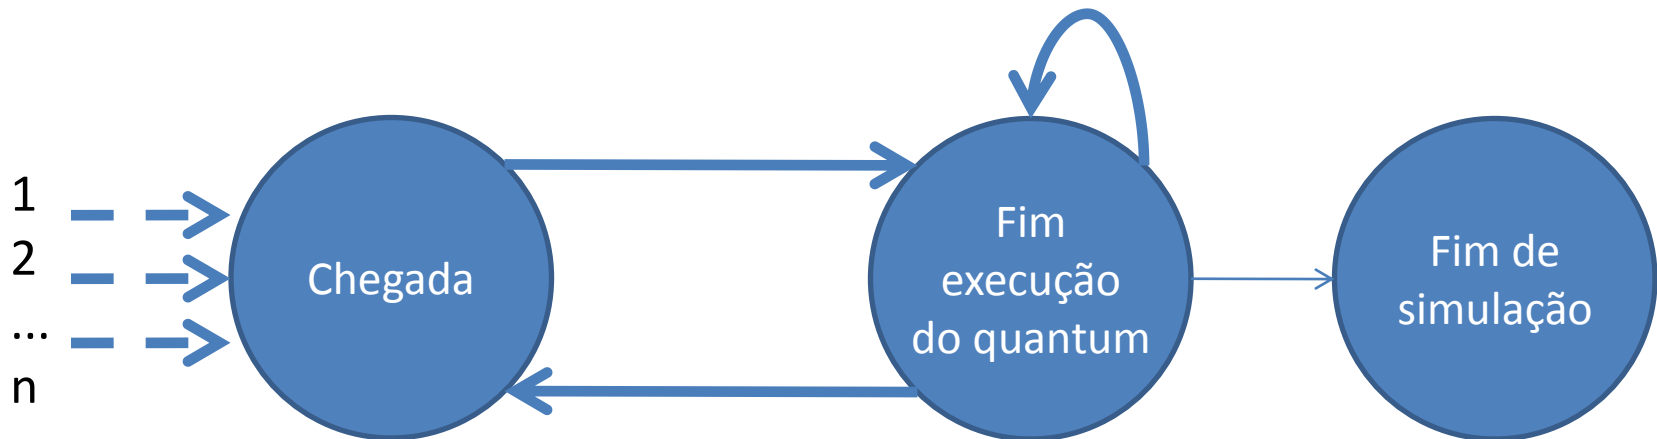 1
2
...
n
Chegada
Fim
execução
do quantum
Fim de
simulação